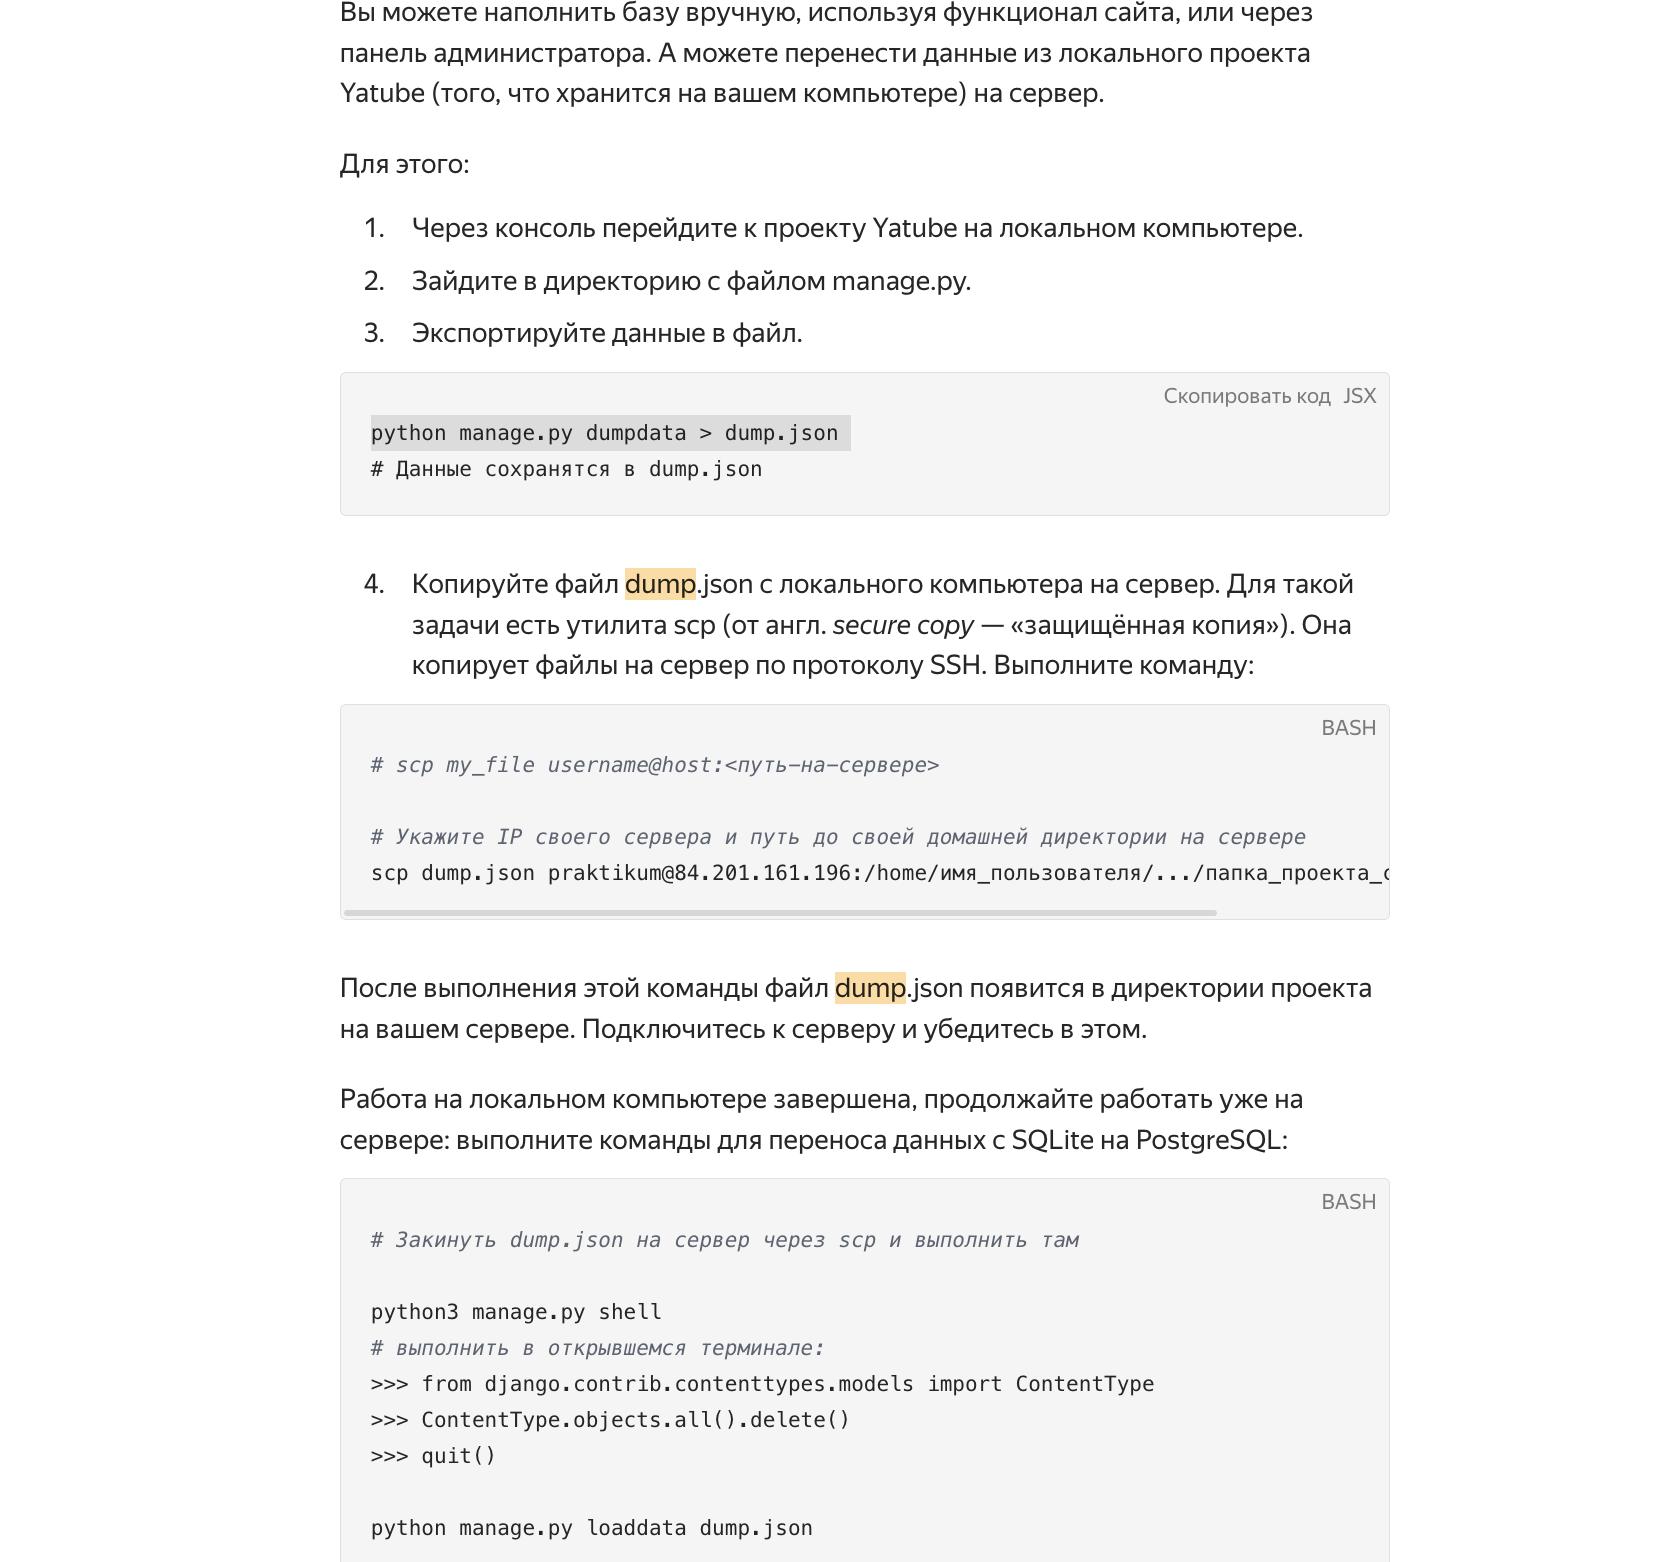 Вы можете наполнить базу вручную, используя функционал сайта, или через
панель администратора. А можете перенести данные из локального проекта
Yatube (того, что хранится на вашем компьютере) на сервер.
Для этого:
1. Через консоль перейдите к проекту Yatube на локальном компьютере.
2. Зайдите в директорию с файлом manage.py.
3. Экспортируйте данные в файл.
Скопировать код JSX
python manage.py dumpdata > dump.json
# Данные сохранятся в dump.json
4. Копируйте файл dump.json с локального компьютера на сервер. Для такой
задачи есть утилита scp (от англ. secure copy — «защищённая копия»). Она
копирует файлы на сервер по протоколу SSH. Выполните команду:
BASH
# scp my_file username@host:<путь-на-сервере>
# Укажите IP своего сервера и путь до своей домашней директории на сервере
scp dump.json praktikum@84.201.161.196:/home/имя_пользователя/.../папка_проекта_с
После выполнения этой команды файл dump.json появится в директории проекта
на вашем сервере. Подключитесь к серверу и убедитесь в этом.
Работа на локальном компьютере завершена, продолжайте работать уже на
сервере: выполните команды для переноса данных с SQLite на PostgreSQL:
BASH
# Закинуть dump.json на сервер через scp и выполнить там
python3 manage.py shell
# выполнить в открывшемся терминале:
>>> from django.contrib.contenttypes.models import ContentType
>>> ContentType.objects.all().delete()
>>> quit()
python manage.py loaddata dump.json